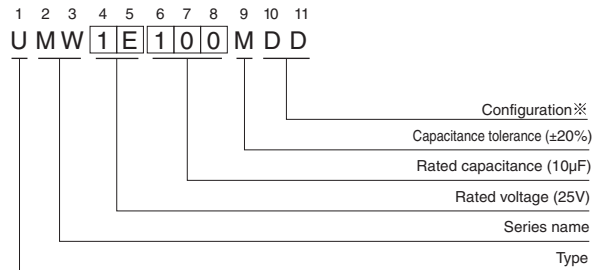 1 2 3 4 5 6 7 8 9 10 11
U M W 1 E 1 0 0 M D D
Configuration※
Capacitance tolerance (±20%)
Rated capacitance (10µF)
Rated voltage (25V)
Series name
Type